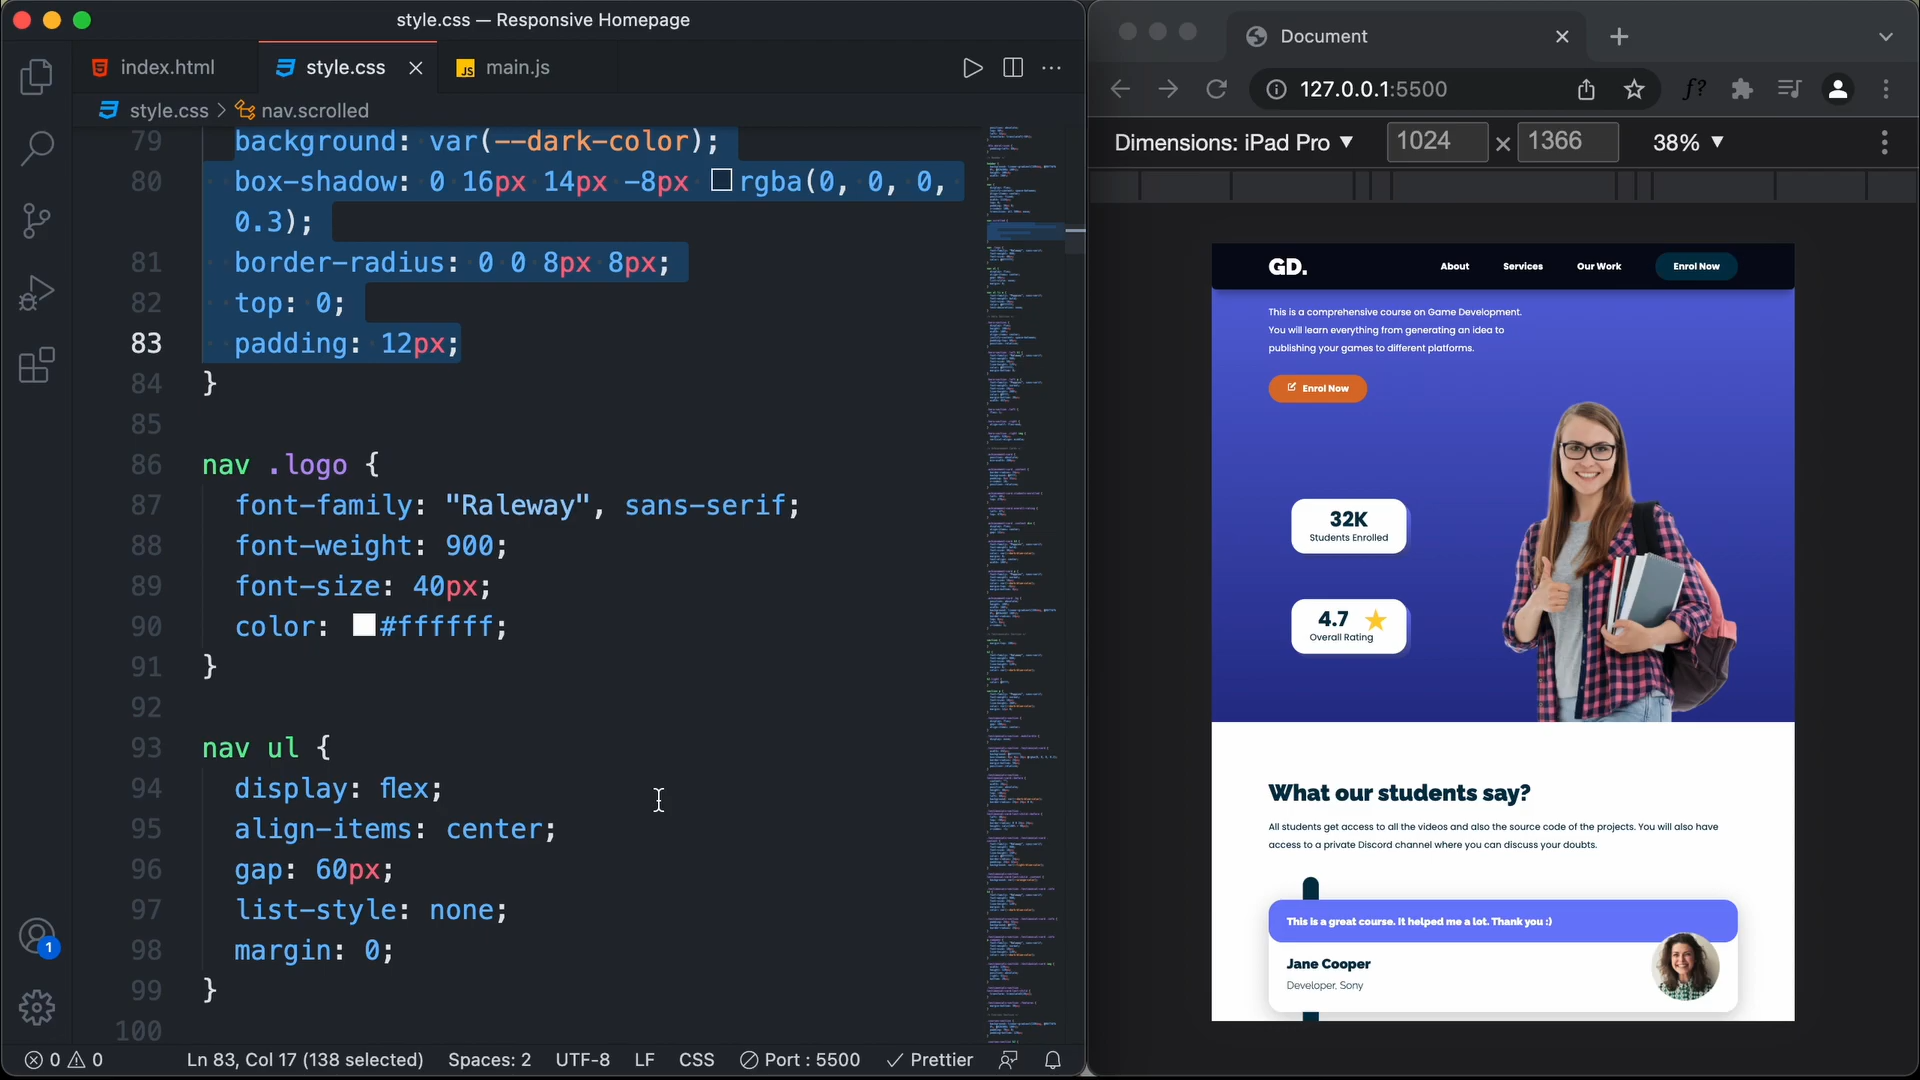 style.css — Responsive Homepage
index.html
style.css
main.js
style.css > nav.scrolled
79 background: var(--dark-color);
80 box-shadow: 0 16px 14px -8px rgba(0, 0, 0,
0.3);
81 border-radius: 0 0 8px 8px;
82 top: 0;
83 padding: 12px;
84 }
85
86 nav .logo {
87 font-family: "Raleway", sans-serif;
88 font-weight: 900;
89 font-size: 40px;
90 color: #ffffff;
91 }
92
93 nav ul {
94 display: flex;
95 align-items: center;
96 gap: 60px;
97 list-style: none;
98 margin: 0;
99 }
100
1
0 0
Ln 83, Col 17 (138 selected)
Spaces: 2
UTF-8
LF
CSS
Port : 5500
Prettier
Document
127.0.0.1:5500
f?
Dimensions: iPad Pro
1024 × 1366
38%
GD.
About
Services
Our Work
Enrol Now
This is a comprehensive course on Game Development.
You will learn everything from generating an idea to
publishing your games to different platforms.
Enrol Now
32K
Students Enrolled
4.7
Overall Rating
What our students say?
All students get access to all the videos and also the source code of the projects. You will also have
access to a private Discord channel where you can discuss your doubts.
This is a great course. It helped me a lot. Thank you :)
Jane Cooper
Developer, Sony